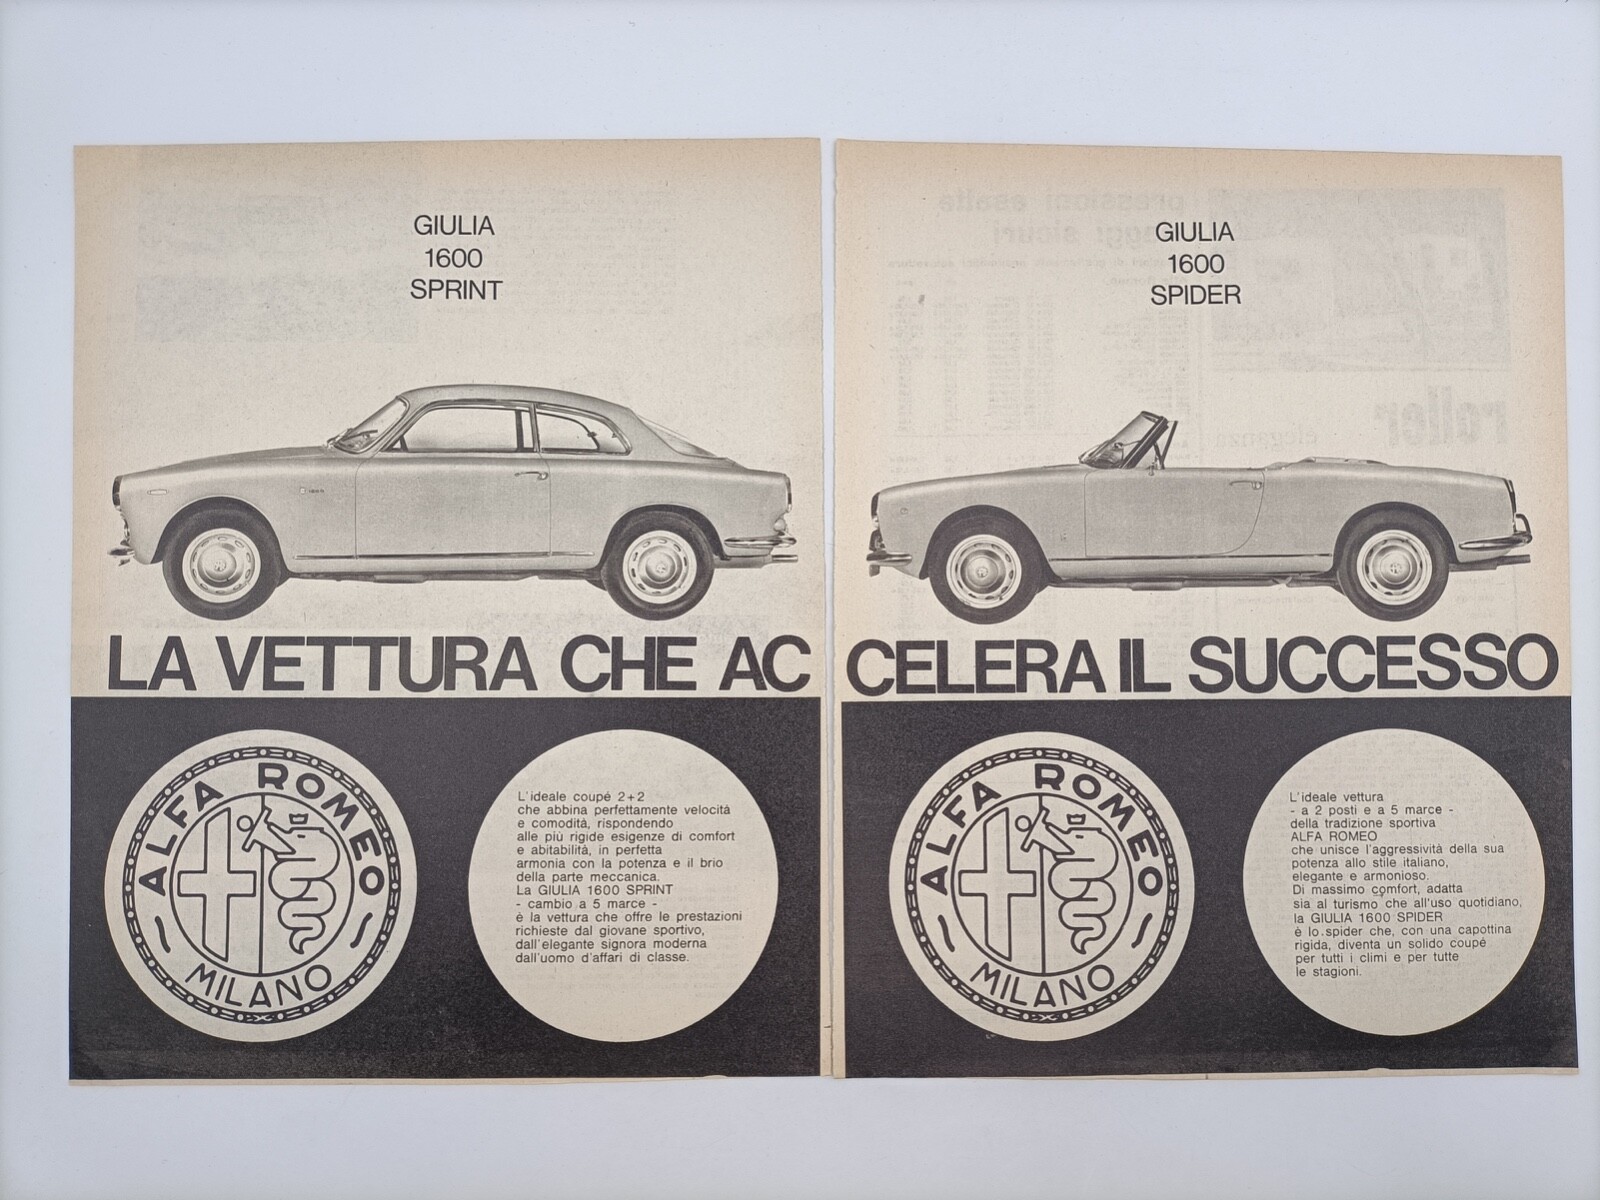 GIULIA
1600
SPRINT
LA VETTURA CHE AC
ALFA ROMEO
MILANO
L'ideale coupé 2+2
che abbina perfettamente velocità
e comodità, rispondendo
alle più rigide esigenze di comfort
e abitabilità, in perfetta
armonia con la potenza e il brio
della parte meccanica.
La GIULIA 1600 SPRINT
- cambio a 5 marce -
è la vettura che offre le prestazioni
richieste dal giovane sportivo,
dall'elegante signora moderna
dall'uomo d'affari di classe.
GIULIA
1600
SPIDER
CELERA IL SUCCESSO
ALFA ROMEO
MILANO
L'ideale vettura
- a 2 posti e a 5 marce -
della tradizione sportiva
ALFA ROMEO
che unisce l'aggressività della sua
potenza allo stile italiano,
elegante e armonioso.
Di massimo comfort, adatta
sia al turismo che all'uso quotidiano,
la GIULIA 1600 SPIDER
è lo spider che, con una capottina
rigida, diventa un solido coupé
per tutti i climi e per tutte
le stagioni.